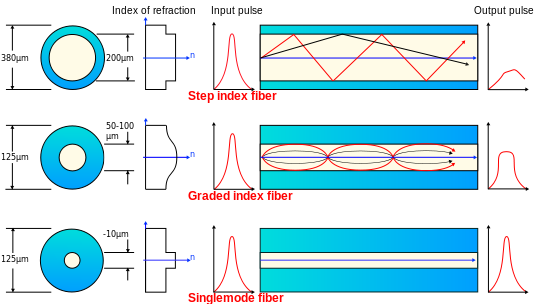 Index of refraction Input pulse Output pulse
380μm 200μm n
Step index fiber
125μm 50-100
μm n
Graded index fiber
125μm -10μm n
Singlemode fiber